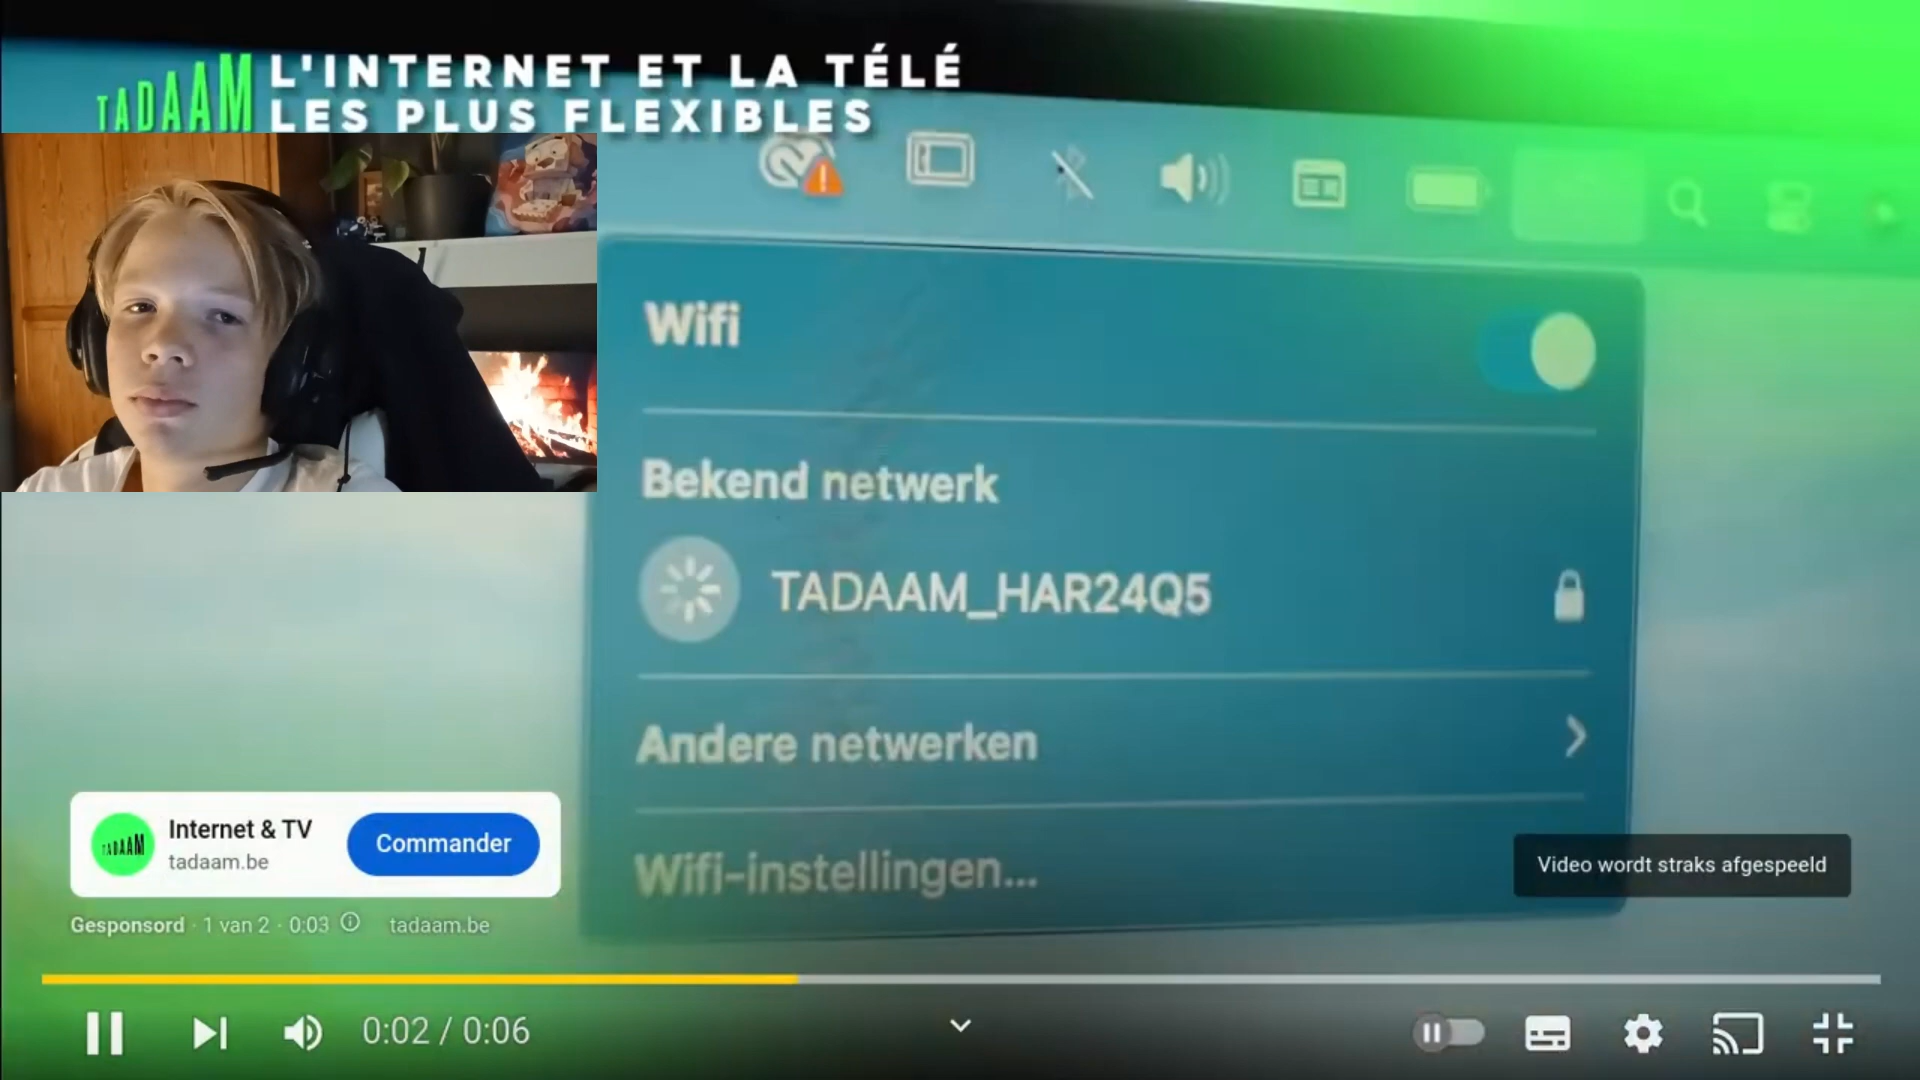 TADAAM
L'INTERNET ET LA TÉLÉ
LES PLUS FLEXIBLES
Wifi
Bekend netwerk
TADAAM_HAR24Q5
Andere netwerken
Wifi-instellingen...
TADAAM
Internet & TV
tadaam.be
Commander
Gesponsord · 1 van 2 · 0:03
tadaam.be
Video wordt straks afgespeeld
0:02 / 0:06